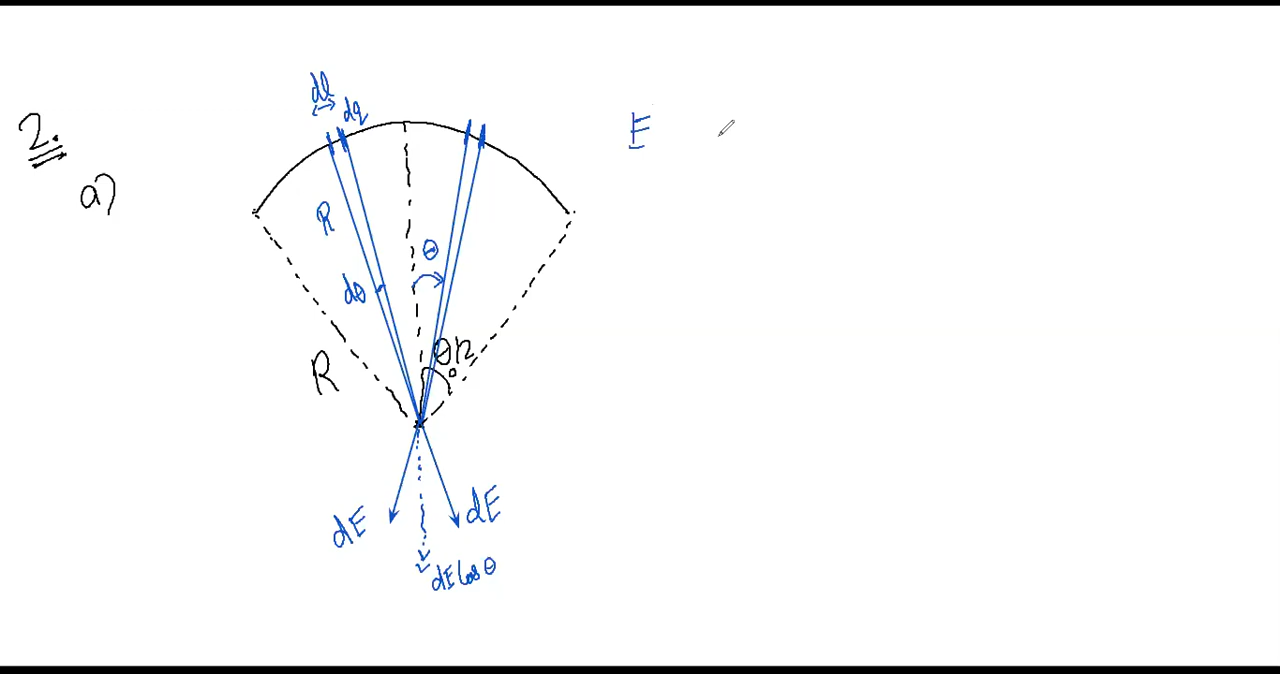 2.
a)
dl
dq
E
R
θ
dθ
θ/2
R
dE
dE
dE cos θ